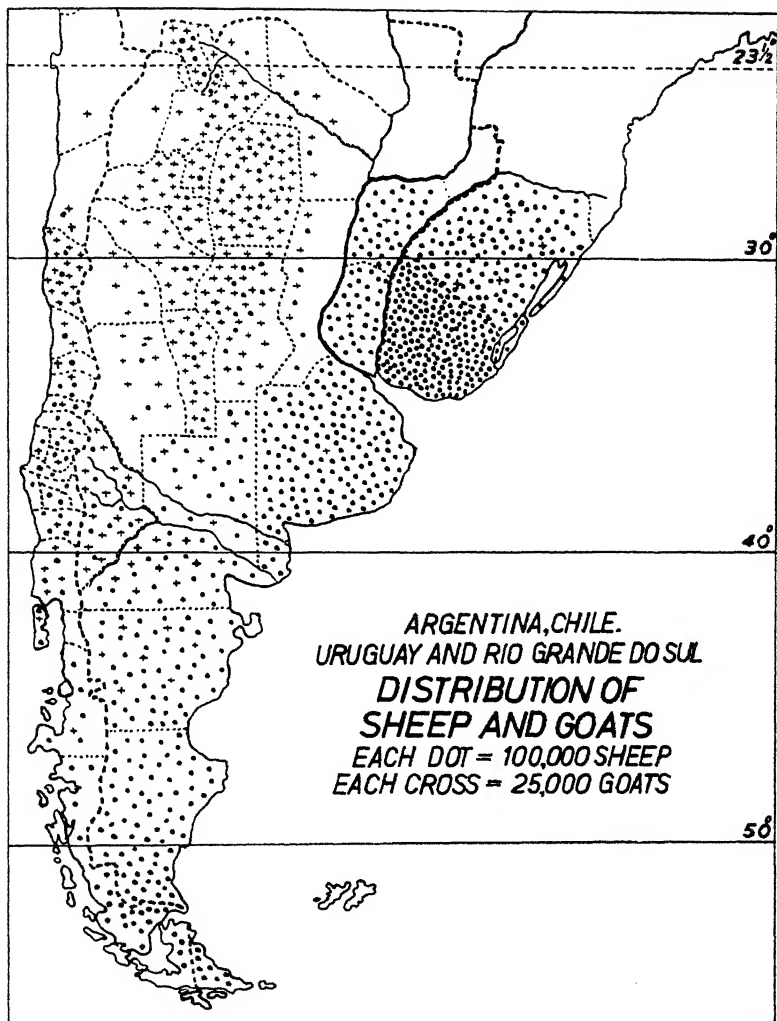 23½
30°
40°
ARGENTINA, CHILE.
URUGUAY AND RIO GRANDE DO SUL
DISTRIBUTION OF
SHEEP AND GOATS
EACH DOT = 100,000 SHEEP
EACH CROSS = 25,000 GOATS
50°